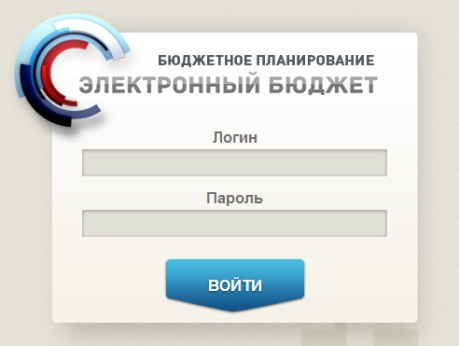 БЮДЖЕТНОЕ ПЛАНИРОВАНИЕ
ЭЛЕКТРОННЫЙ БЮДЖЕТ
Логин
Пароль
ВОЙТИ